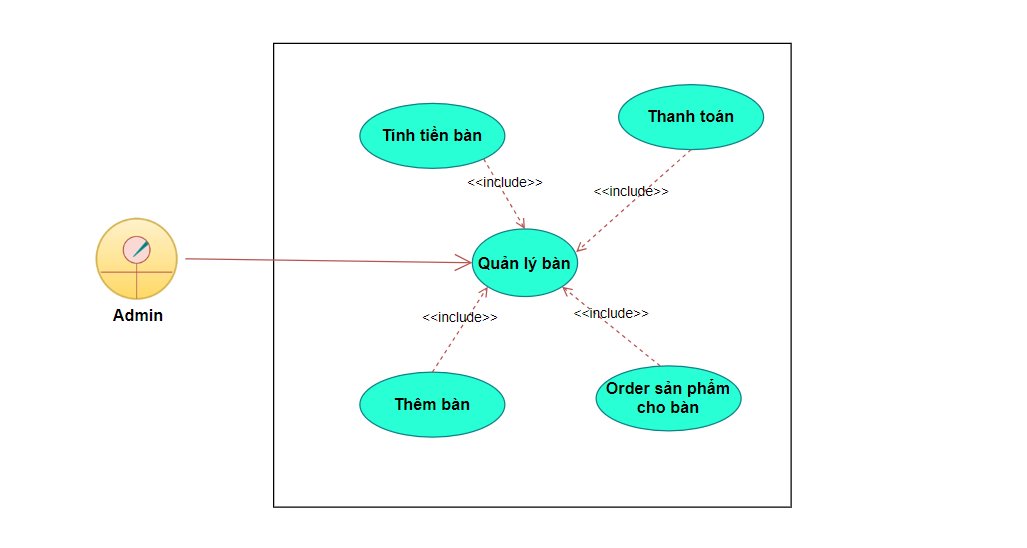 Thanh toán
Tính tiền bàn
<<include>>
<<include>>
Quản lý bàn
Admin
<<include>>
<<include>>
Order sản phẩm
cho bàn
Thêm bàn